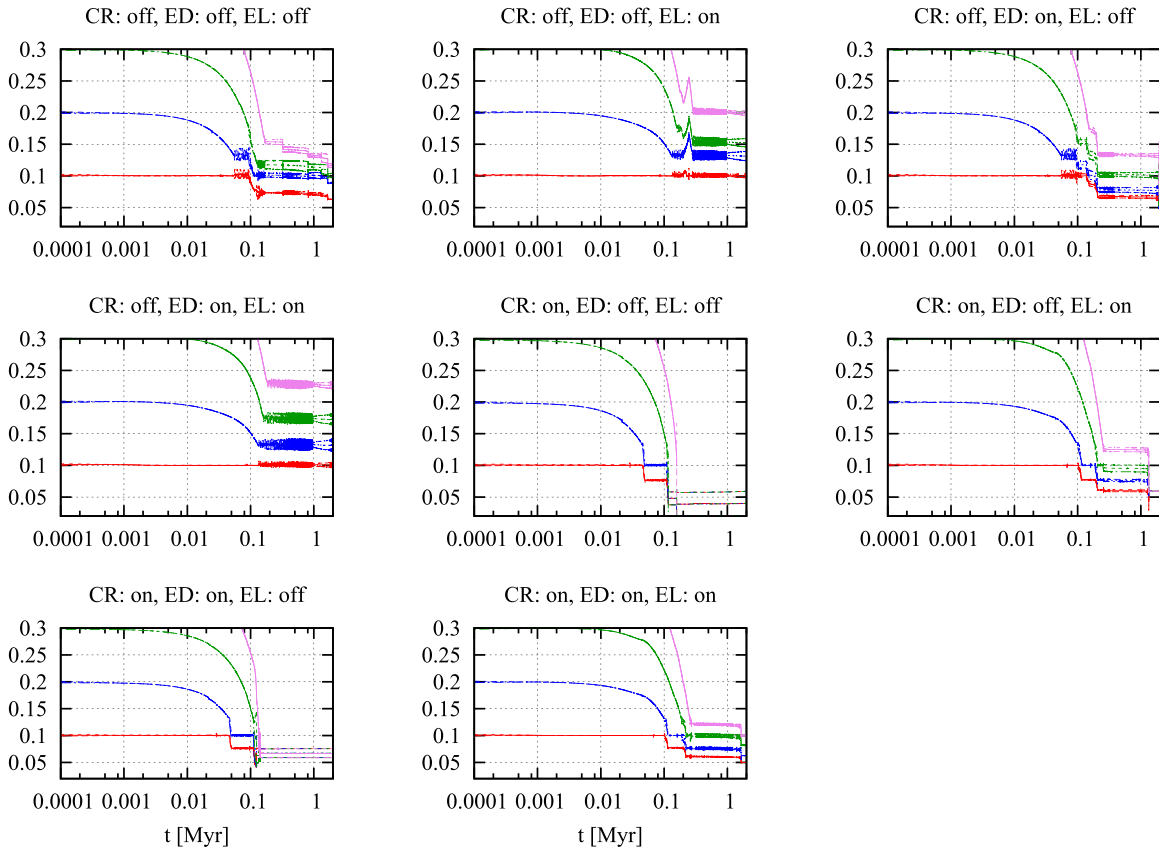 CR: off, ED: off, EL: off
CR: off, ED: off, EL: on
CR: off, ED: on, EL: off
0.3
0.25
0.2
0.15
0.1
0.05
0.0001 0.001 0.01 0.1 1
0.3
0.25
0.2
0.15
0.1
0.05
0.0001 0.001 0.01 0.1 1
0.3
0.25
0.2
0.15
0.1
0.05
0.0001 0.001 0.01 0.1 1
CR: off, ED: on, EL: on
CR: on, ED: off, EL: off
CR: on, ED: off, EL: on
0.3
0.25
0.2
0.15
0.1
0.05
0.0001 0.001 0.01 0.1 1
0.3
0.25
0.2
0.15
0.1
0.05
0.0001 0.001 0.01 0.1 1
0.3
0.25
0.2
0.15
0.1
0.05
0.0001 0.001 0.01 0.1 1
CR: on, ED: on, EL: off
CR: on, ED: on, EL: on
0.3
0.25
0.2
0.15
0.1
0.05
0.0001 0.001 0.01 0.1 1
t [Myr]
0.3
0.25
0.2
0.15
0.1
0.05
0.0001 0.001 0.01 0.1 1
t [Myr]